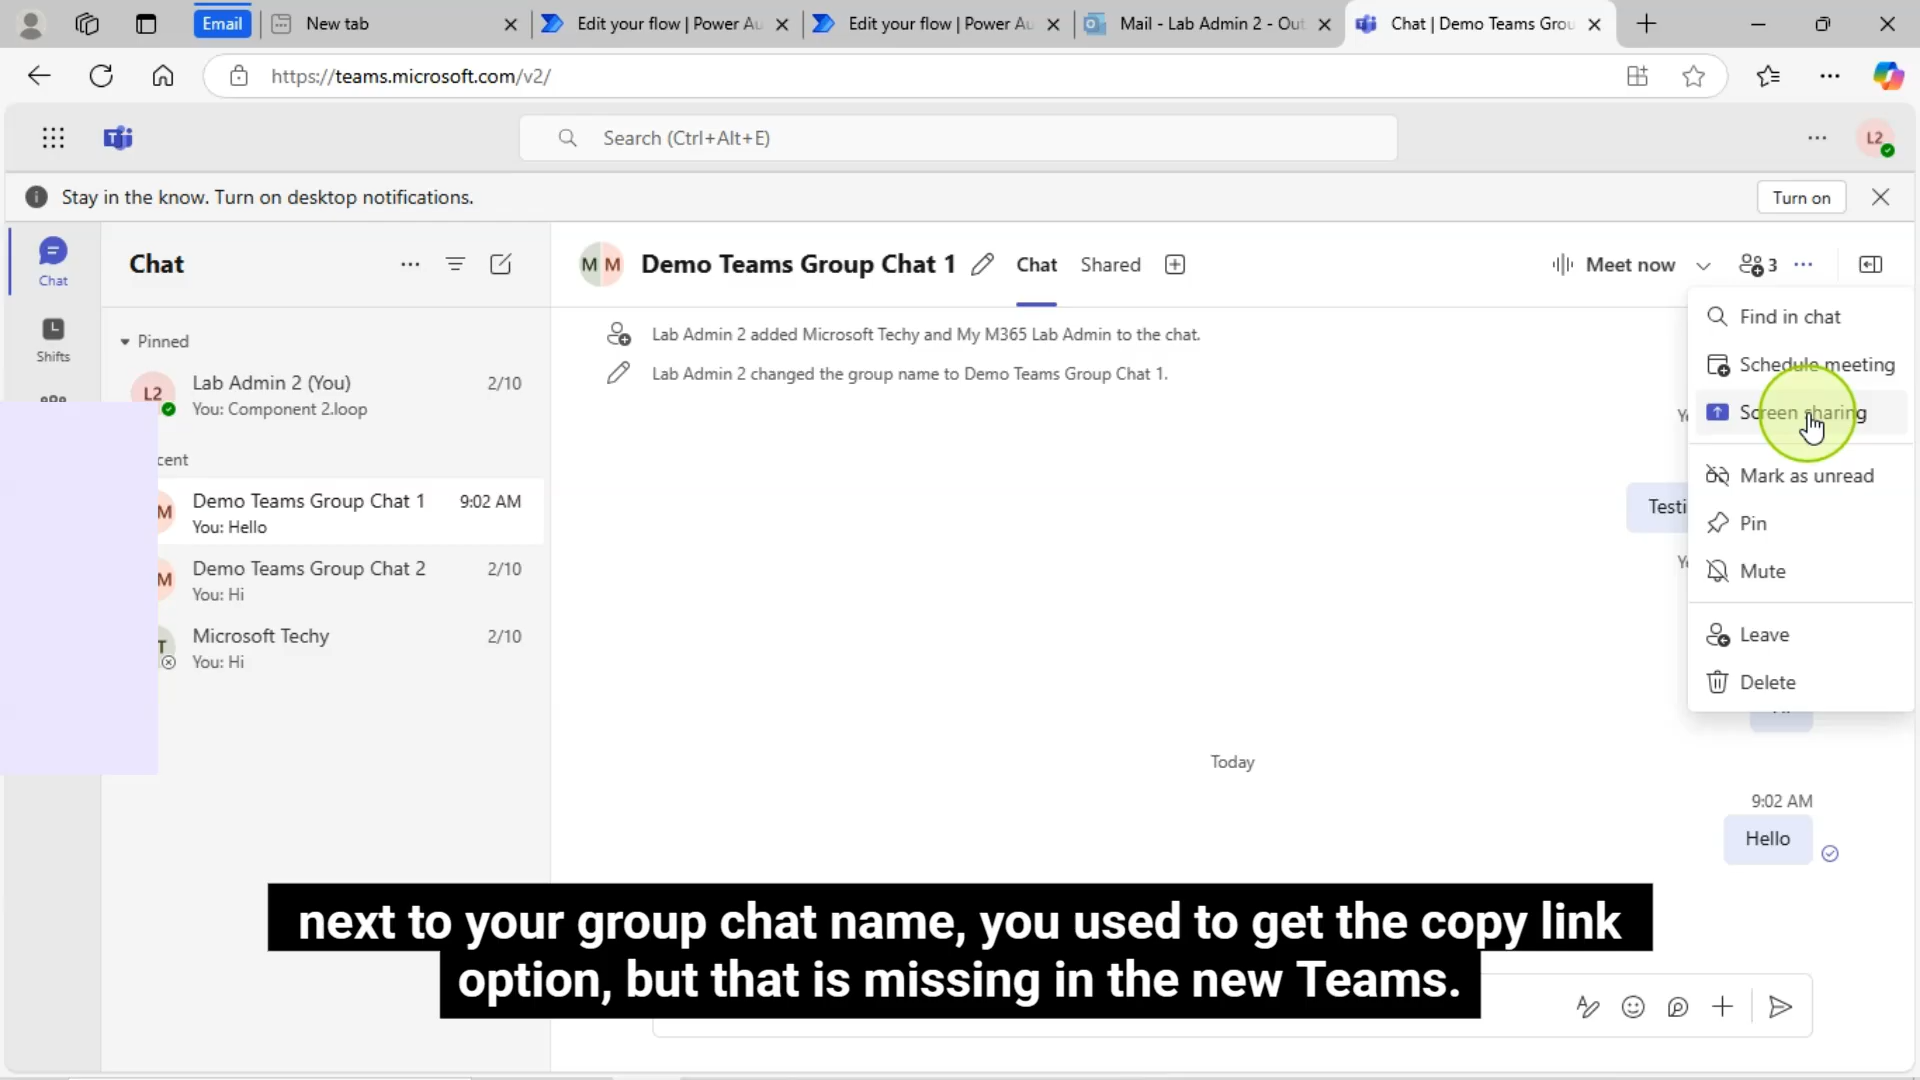 Email
New tab
Edit your flow | Power Au
Edit your flow | Power Au
Mail - Lab Admin 2 - Out
Chat | Demo Teams Grou
https://teams.microsoft.com/v2/
Search (Ctrl+Alt+E)
L2
Stay in the know. Turn on desktop notifications.
Turn on
Chat
Shifts
Chat
Pinned
L2
Lab Admin 2 (You)
2/10
You: Component 2.loop
cent
M
Demo Teams Group Chat 1
9:02 AM
You: Hello
M
Demo Teams Group Chat 2
2/10
You: Hi
T
Microsoft Techy
2/10
You: Hi
M M
Demo Teams Group Chat 1
Chat
Shared
Meet now
3
Lab Admin 2 added Microsoft Techy and My M365 Lab Admin to the chat.
Lab Admin 2 changed the group name to Demo Teams Group Chat 1.
Testi
Find in chat
Schedule meeting
Screen sharing
Mark as unread
Pin
Mute
Leave
Delete
Today
9:02 AM
Hello
next to your group chat name, you used to get the copy link
option, but that is missing in the new Teams.